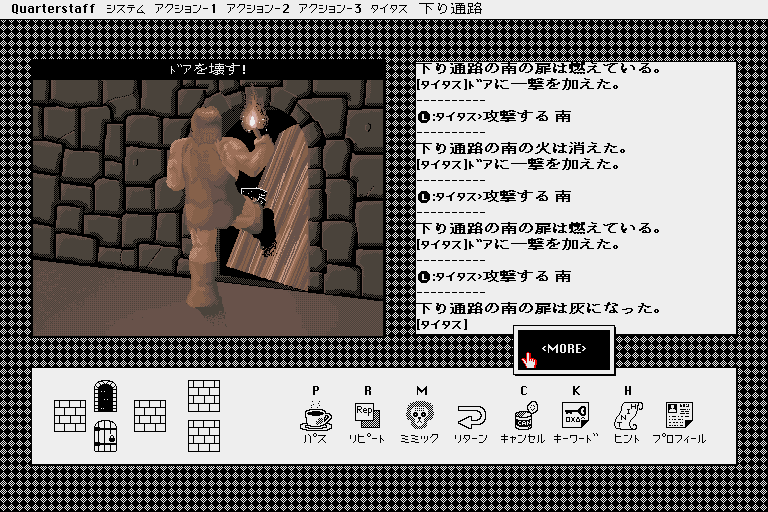 Quarterstaff システム アクション-1 アクション-2 アクション-3 タイタス 下り通路
ドアを壊す!
下り通路の南の扉は燃えている。
[タイタス]ドアに一撃を加えた。
----------
L:タイタス>攻撃する 南
----------
下り通路の南の火は消えた。
[タイタス]ドアに一撃を加えた。
----------
L:タイタス>攻撃する 南
----------
下り通路の南の扉は燃えている。
[タイタス]ドアに一撃を加えた。
----------
L:タイタス>攻撃する 南
----------
下り通路の南の扉は灰になった。
[タイタス]
<MORE>
P R M C K H
Rep
パス リピート ミミック リターン キャンセル キーワード ヒント プロフィール